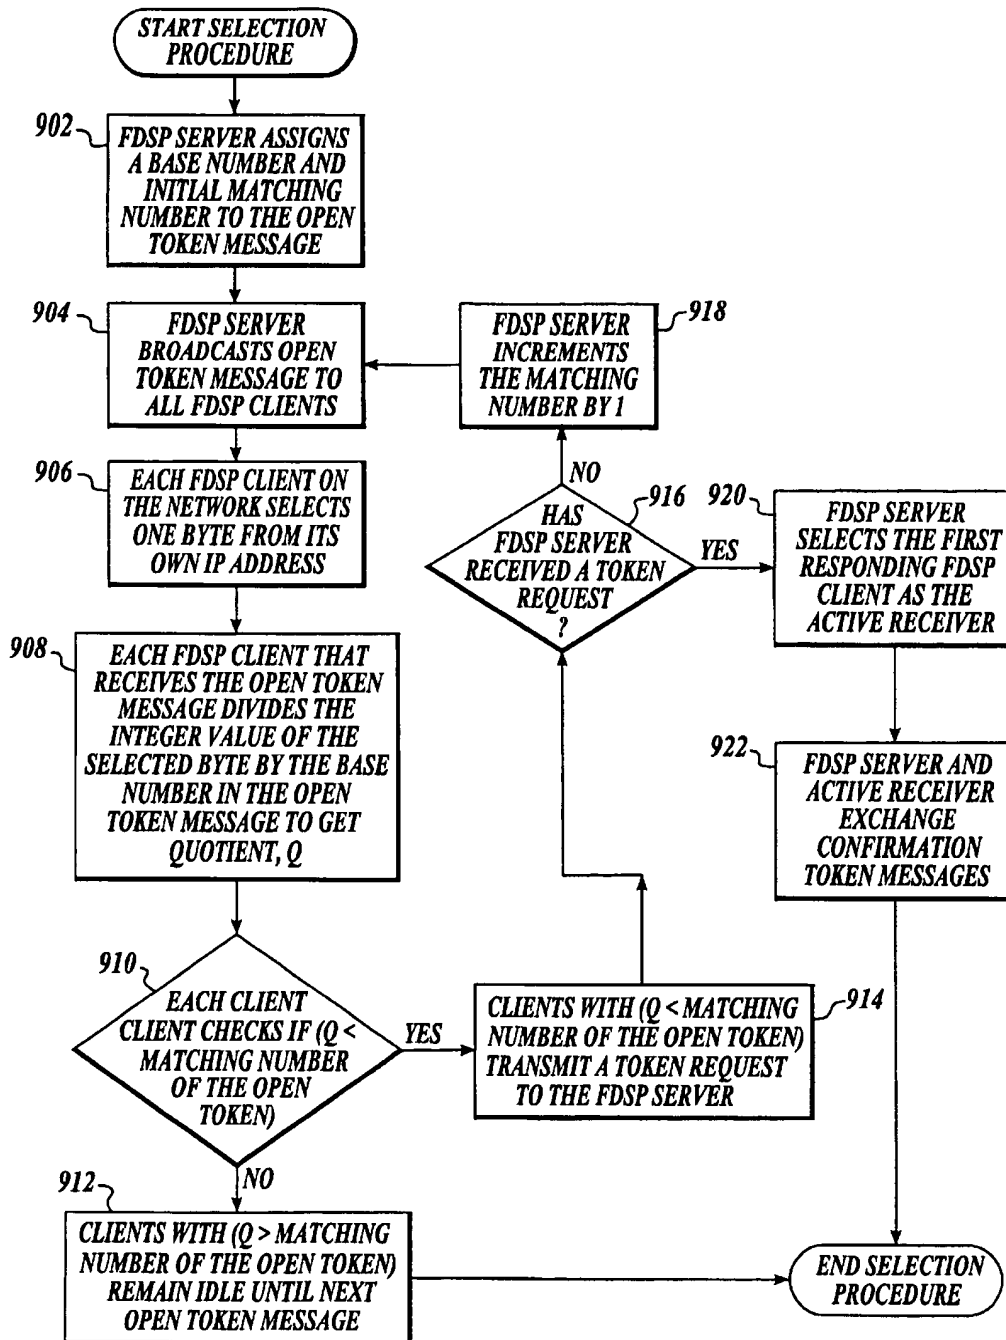 START SELECTION
PROCEDURE
902
FDSP SERVER ASSIGNS
A BASE NUMBER AND
INITIAL MATCHING
NUMBER TO THE OPEN
TOKEN MESSAGE
904
FDSP SERVER
BROADCASTS OPEN
TOKEN MESSAGE TO
ALL FDSP CLIENTS
918
FDSP SERVER
INCREMENTS
THE MATCHING
NUMBER BY 1
906
EACH FDSP CLIENT ON
THE NETWORK SELECTS
ONE BYTE FROM ITS
OWN IP ADDRESS
NO
916
HAS
FDSP SERVER
RECEIVED A TOKEN
REQUEST
?
YES
920
FDSP SERVER
SELECTS THE FIRST
RESPONDING FDSP
CLIENT AS THE
ACTIVE RECEIVER
908
EACH FDSP CLIENT THAT
RECEIVES THE OPEN TOKEN
MESSAGE DIVIDES THE
INTEGER VALUE OF THE
SELECTED BYTE BY THE BASE
NUMBER IN THE OPEN
TOKEN MESSAGE TO GET
QUOTIENT, Q
922
FDSP SERVER AND
ACTIVE RECEIVER
EXCHANGE
CONFIRMATION
TOKEN MESSAGES
910
EACH CLIENT
CLIENT CHECKS IF (Q <
MATCHING NUMBER
OF THE OPEN
TOKEN)
YES
914
CLIENTS WITH (Q < MATCHING
NUMBER OF THE OPEN TOKEN)
TRANSMIT A TOKEN REQUEST
TO THE FDSP SERVER
NO
912
CLIENTS WITH (Q > MATCHING
NUMBER OF THE OPEN TOKEN)
REMAIN IDLE UNTIL NEXT
OPEN TOKEN MESSAGE
END SELECTION
PROCEDURE